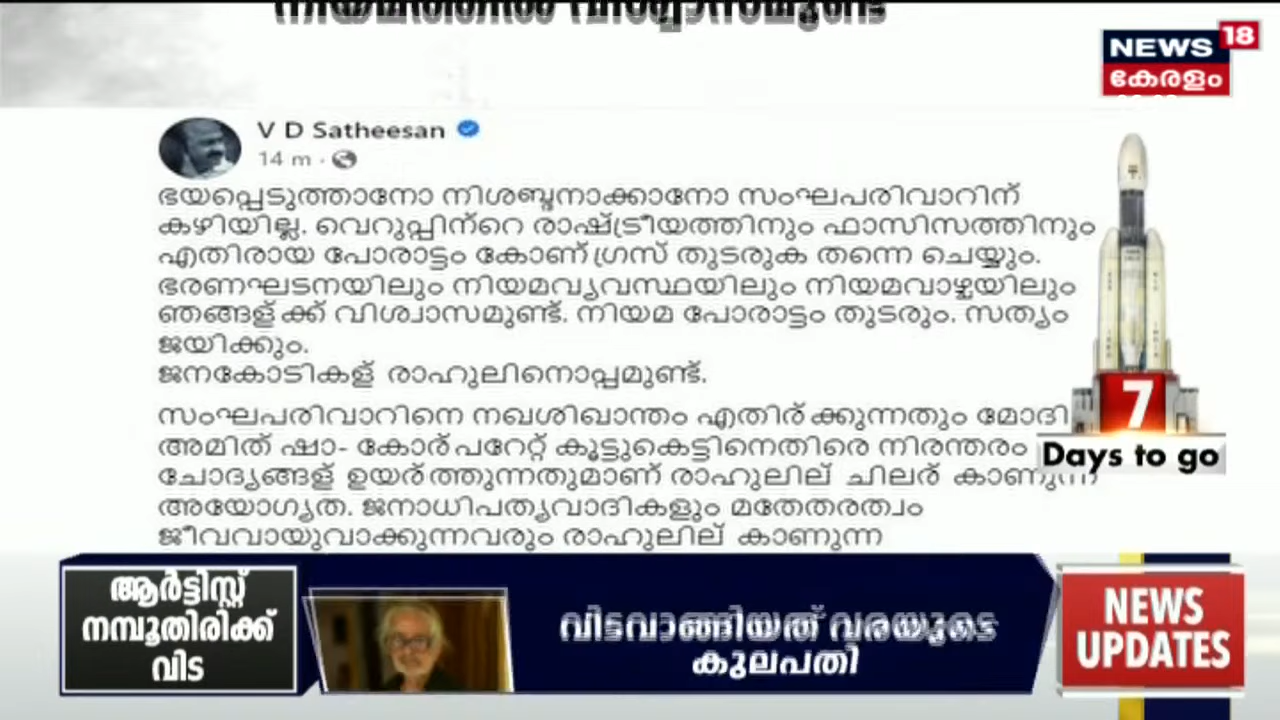 നിയമത്തിൽ വിശ്വാസമുണ്ട്
NEWS 18
കേരളം
V D Satheesan
14 m ·
ഭയപ്പെടുത്താനോ നിശബ്ദനാക്കാനോ സംഘപരിവാറിന്
കഴിയില്ല. വെറുപ്പിന്റെ രാഷ്ട്രീയത്തിനും ഫാസിസത്തിനും
എതിരായ പോരാട്ടം കോണ്ഗ്രസ് തുടരുക തന്നെ ചെയ്യും.
ഭരണഘടനയിലും നിയമവ്യവസ്ഥയിലും നിയമവാഴ്ചയിലും
ഞങ്ങള്ക്ക് വിശ്വാസമുണ്ട്. നിയമ പോരാട്ടം തുടരും. സത്യം
ജയിക്കും.
ജനകോടികള് രാഹുലിനൊപ്പമുണ്ട്.
സംഘപരിവാറിനെ നഖശിഖാന്തം എതിര്ക്കുന്നതും മോദി
അമിത് ഷാ- കോര്പറേറ്റ് കൂട്ടുകെട്ടിനെതിരെ നിരന്തരം
ചോദ്യങ്ങള് ഉയര്ത്തുന്നതുമാണ് രാഹുലില് ചിലര് കാണുന്ന
അയോഗ്യത. ജനാധിപത്യവാദികളും മതേതരത്വം
ജീവവായുവാക്കുന്നവരും രാഹുലില് കാണുന്ന
7
Days to go
ആർട്ടിസ്റ്റ്
നമ്പൂതിരിക്ക്
വിട
വിടവാങ്ങിയത് വരയുടെ
കുലപതി
NEWS
UPDATES